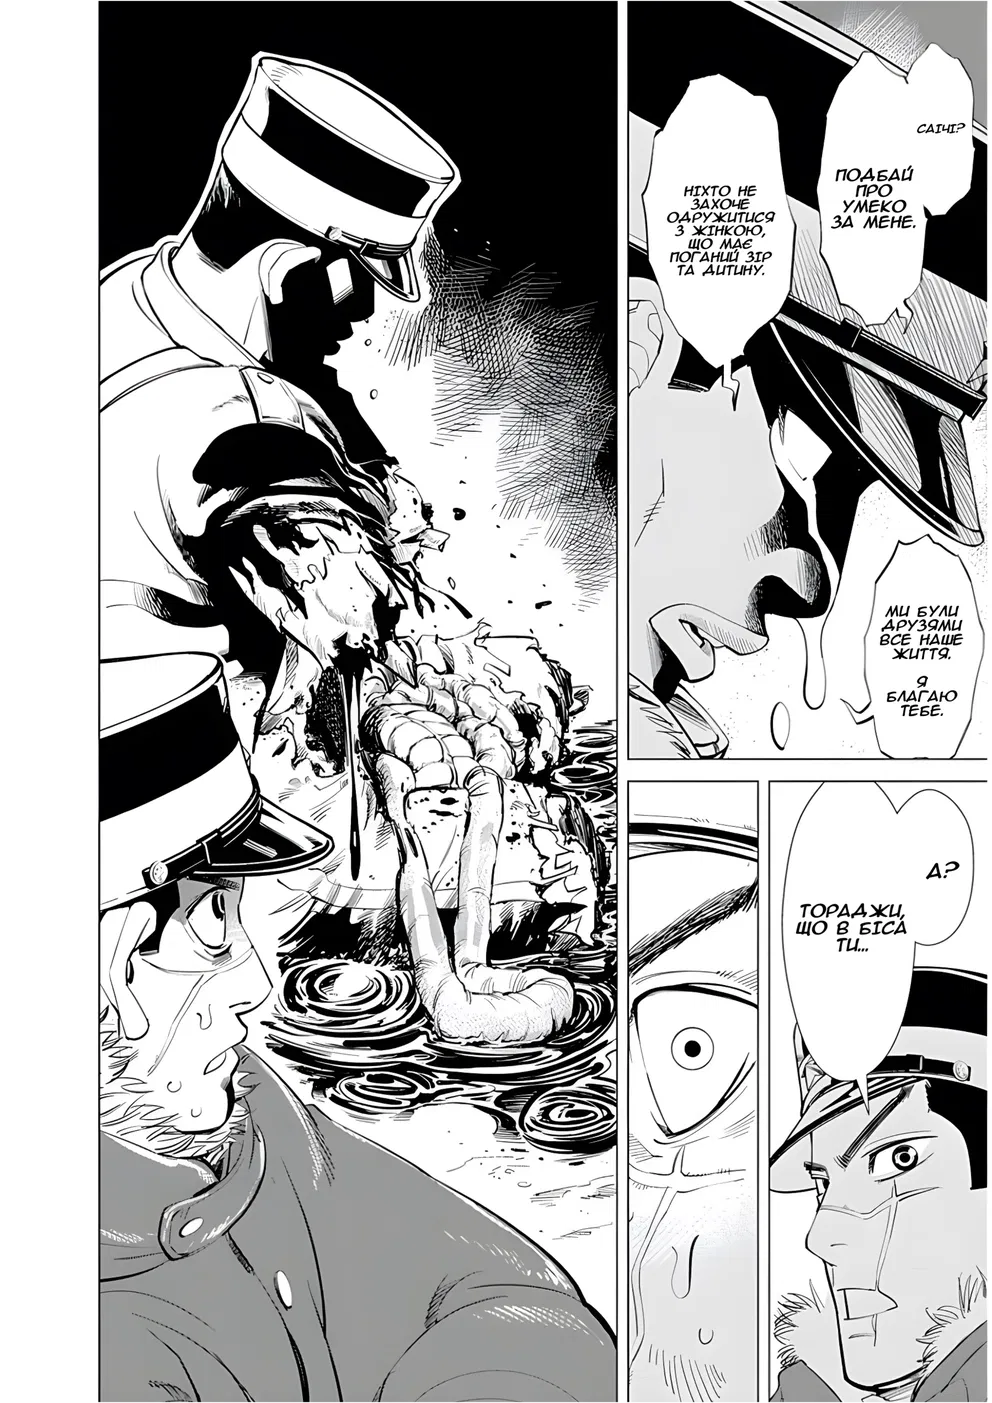 САІЧІ?
ПОДБАЙ
ПРО
УМЕКО
ЗА МЕНЕ.
НІХТО НЕ
ЗАХОЧЕ
ОДРУЖИТИСЯ
З ЖІНКОЮ,
ЩО МАЄ
ПОГАНИЙ ЗІР
ТА ДИТИНУ.
МИ БУЛИ
ДРУЗЯМИ
ВСЕ НАШЕ
ЖИТТЯ.
Я
БЛАГАЮ
ТЕБЕ.
А?
ТОРАДЖИ,
ЩО В БІСА
ТИ...